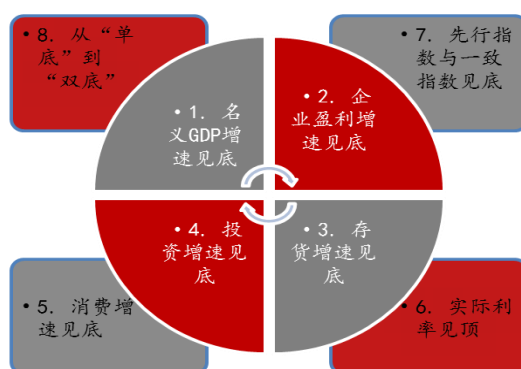 • 8. 从“单
底”到
“双底”
• 7. 先行指
数与一致
指数见底
• 1. 名
义GDP增
速见底
• 2. 企
业盈利增
速见底
• 4. 投
资增速见
底
• 3. 存
货增速见
底
• 5. 消费增
速见底
• 6. 实际利
率见顶